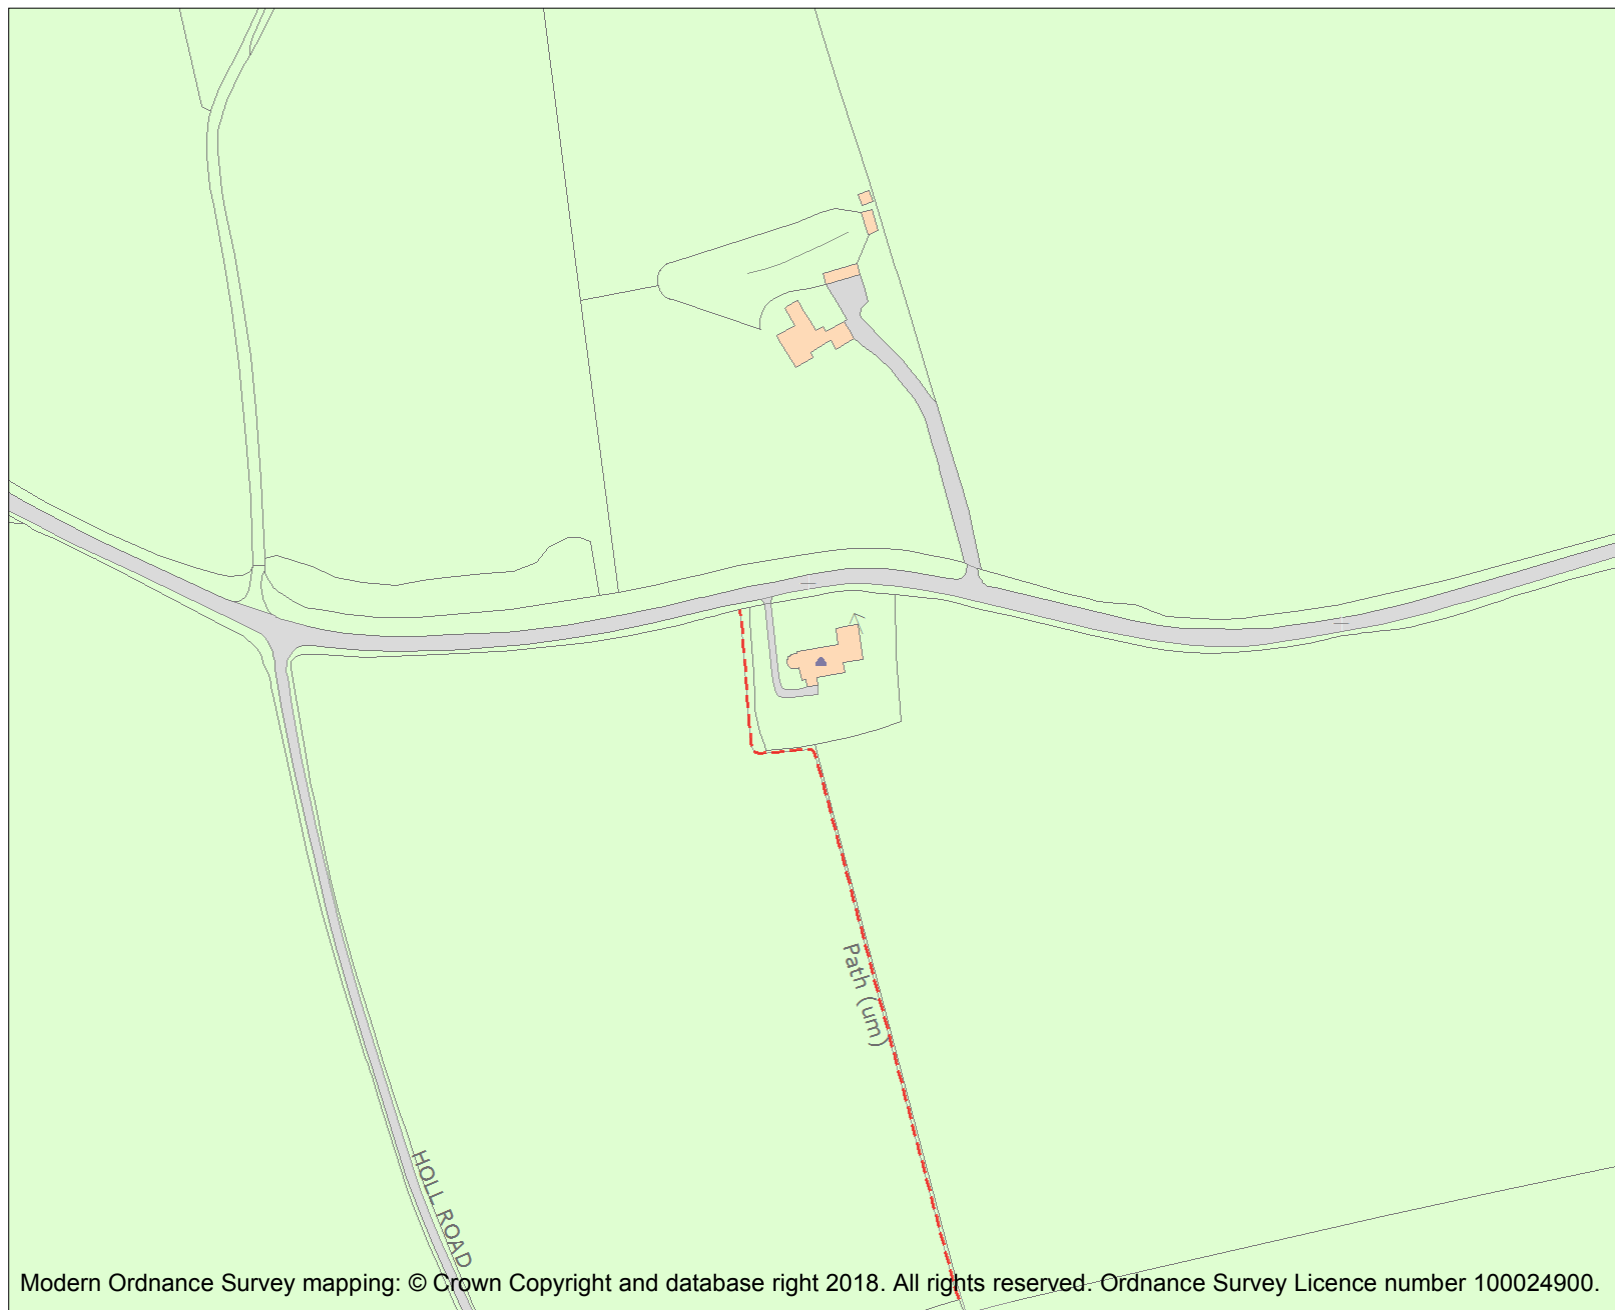 Path (um)
HOLL ROAD
Modern Ordnance Survey mapping: © Crown Copyright and database right 2018. All rights reserved. Ordnance Survey Licence number 100024900.